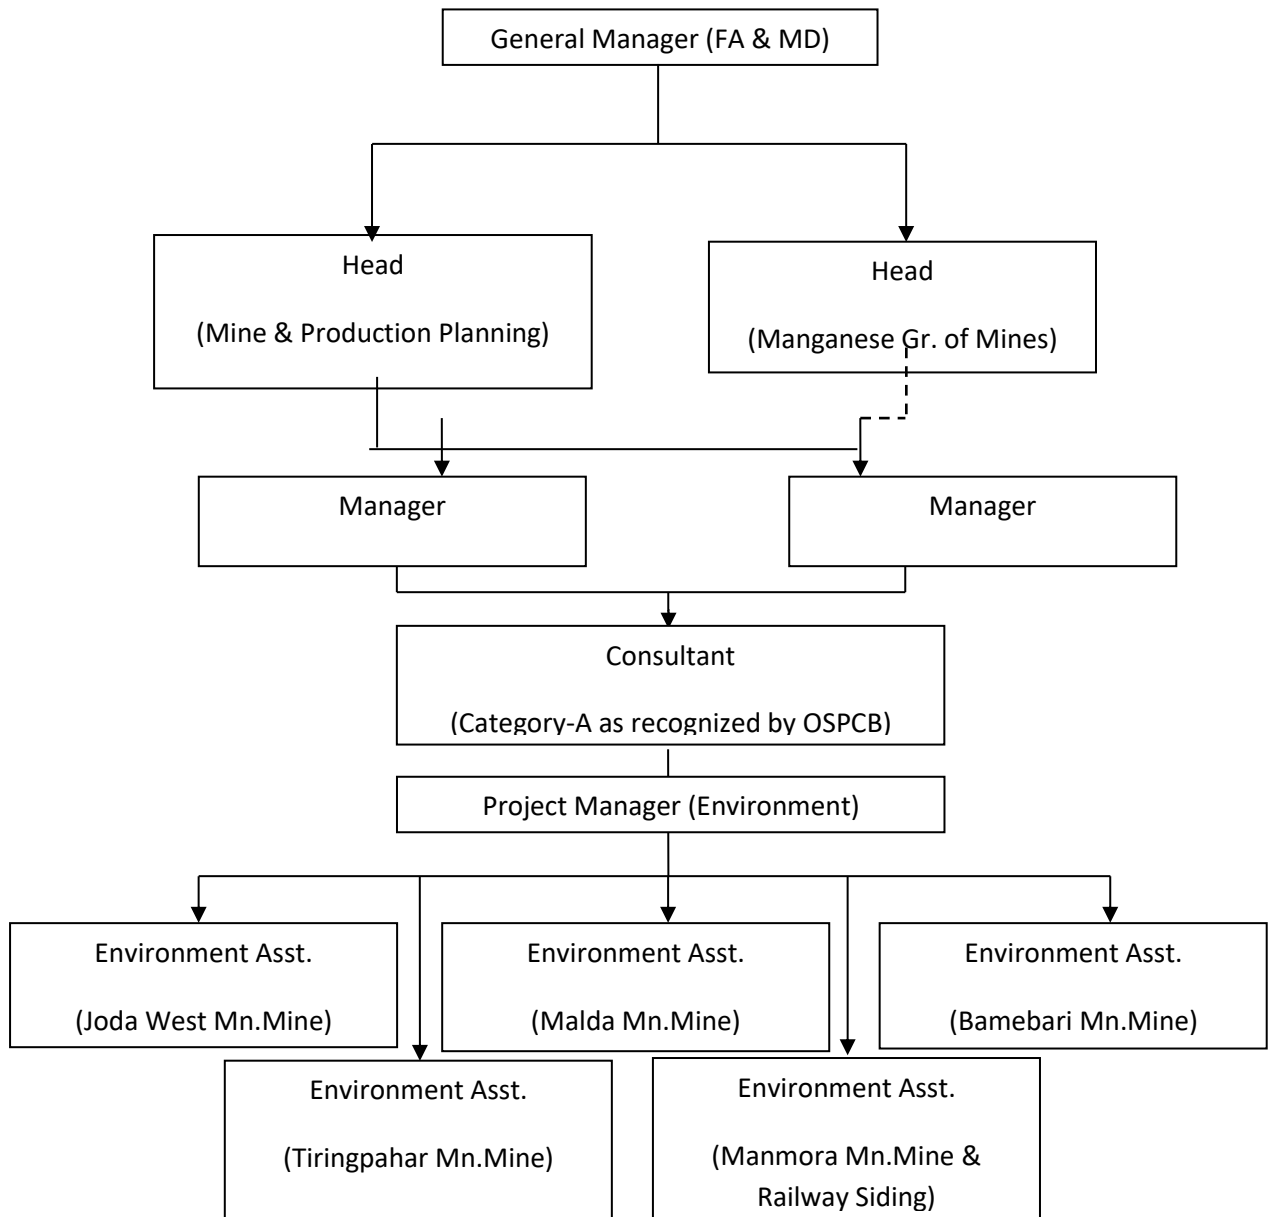 General Manager (FA & MD)
Head
(Mine & Production Planning)
Head
(Manganese Gr. of Mines)
Manager
Manager
Consultant
(Category-A as recognized by OSPCB)
Project Manager (Environment)
Environment Asst.
(Joda West Mn.Mine)
Environment Asst.
(Malda Mn.Mine)
Environment Asst.
(Bamebari Mn.Mine)
Environment Asst.
(Tiringpahar Mn.Mine)
Environment Asst.
(Manmora Mn.Mine &
Railway Siding)